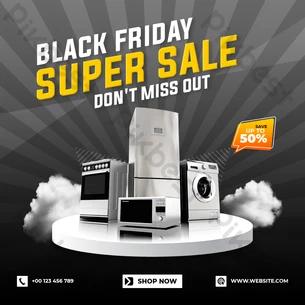 BLACK FRIDAY
SUPER SALE
DON'T MISS OUT
SAVE
UP TO
50%
+00 123 456 789
SHOP NOW
WWW.WEBSITE.COM